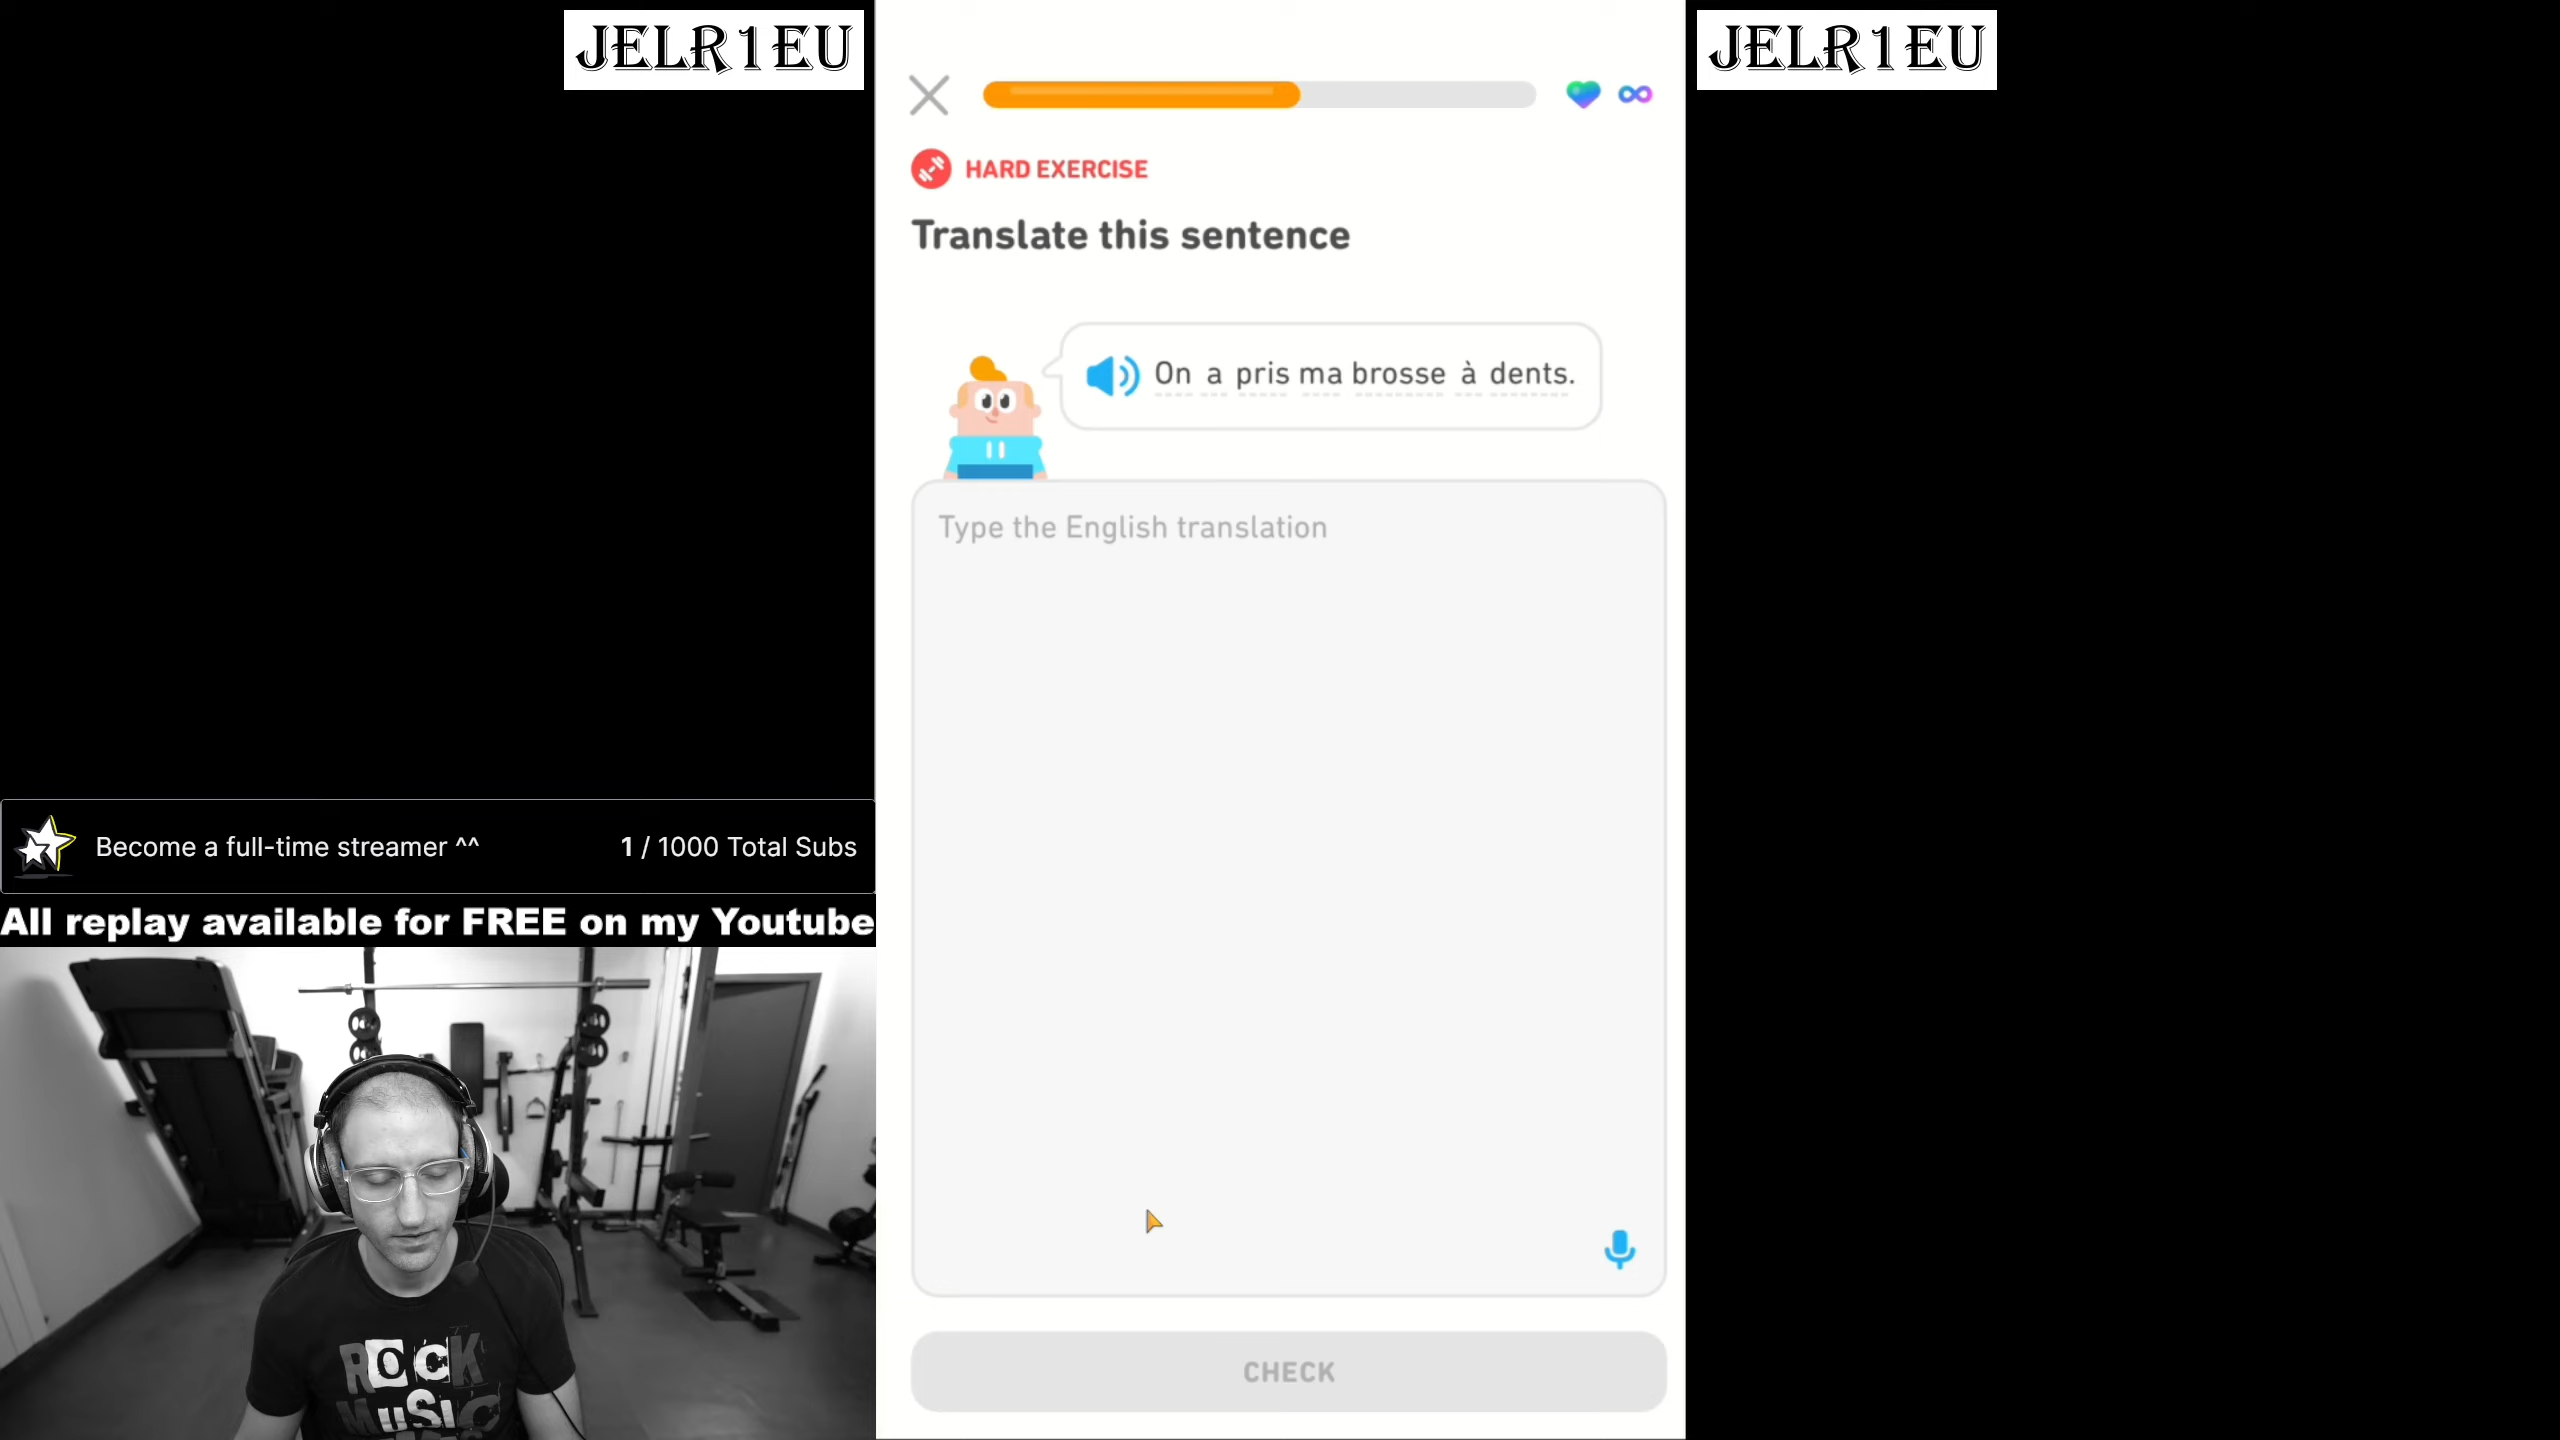 JELR1EU
JELR1EU
HARD EXERCISE
Translate this sentence
On a pris ma brosse à dents.
Type the English translation
CHECK
Become a full-time streamer ^^ 1 / 1000 Total Subs
All replay available for FREE on my Youtube
ROCK
MUSIC